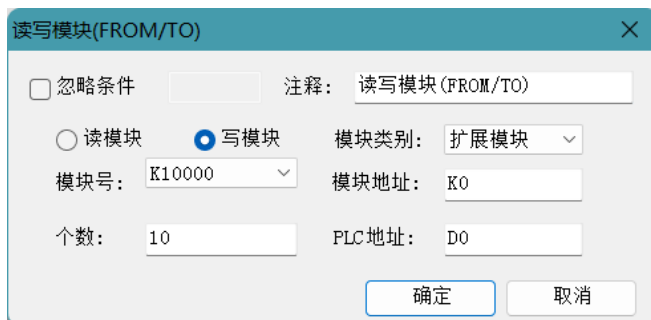 读写模块(FROM/TO)
忽略条件 注释: 读写模块(FROM/TO)
读模块 写模块 模块类别: 扩展模块
模块号: K10000 模块地址: K0
个数: 10 PLC地址: D0
确定 取消